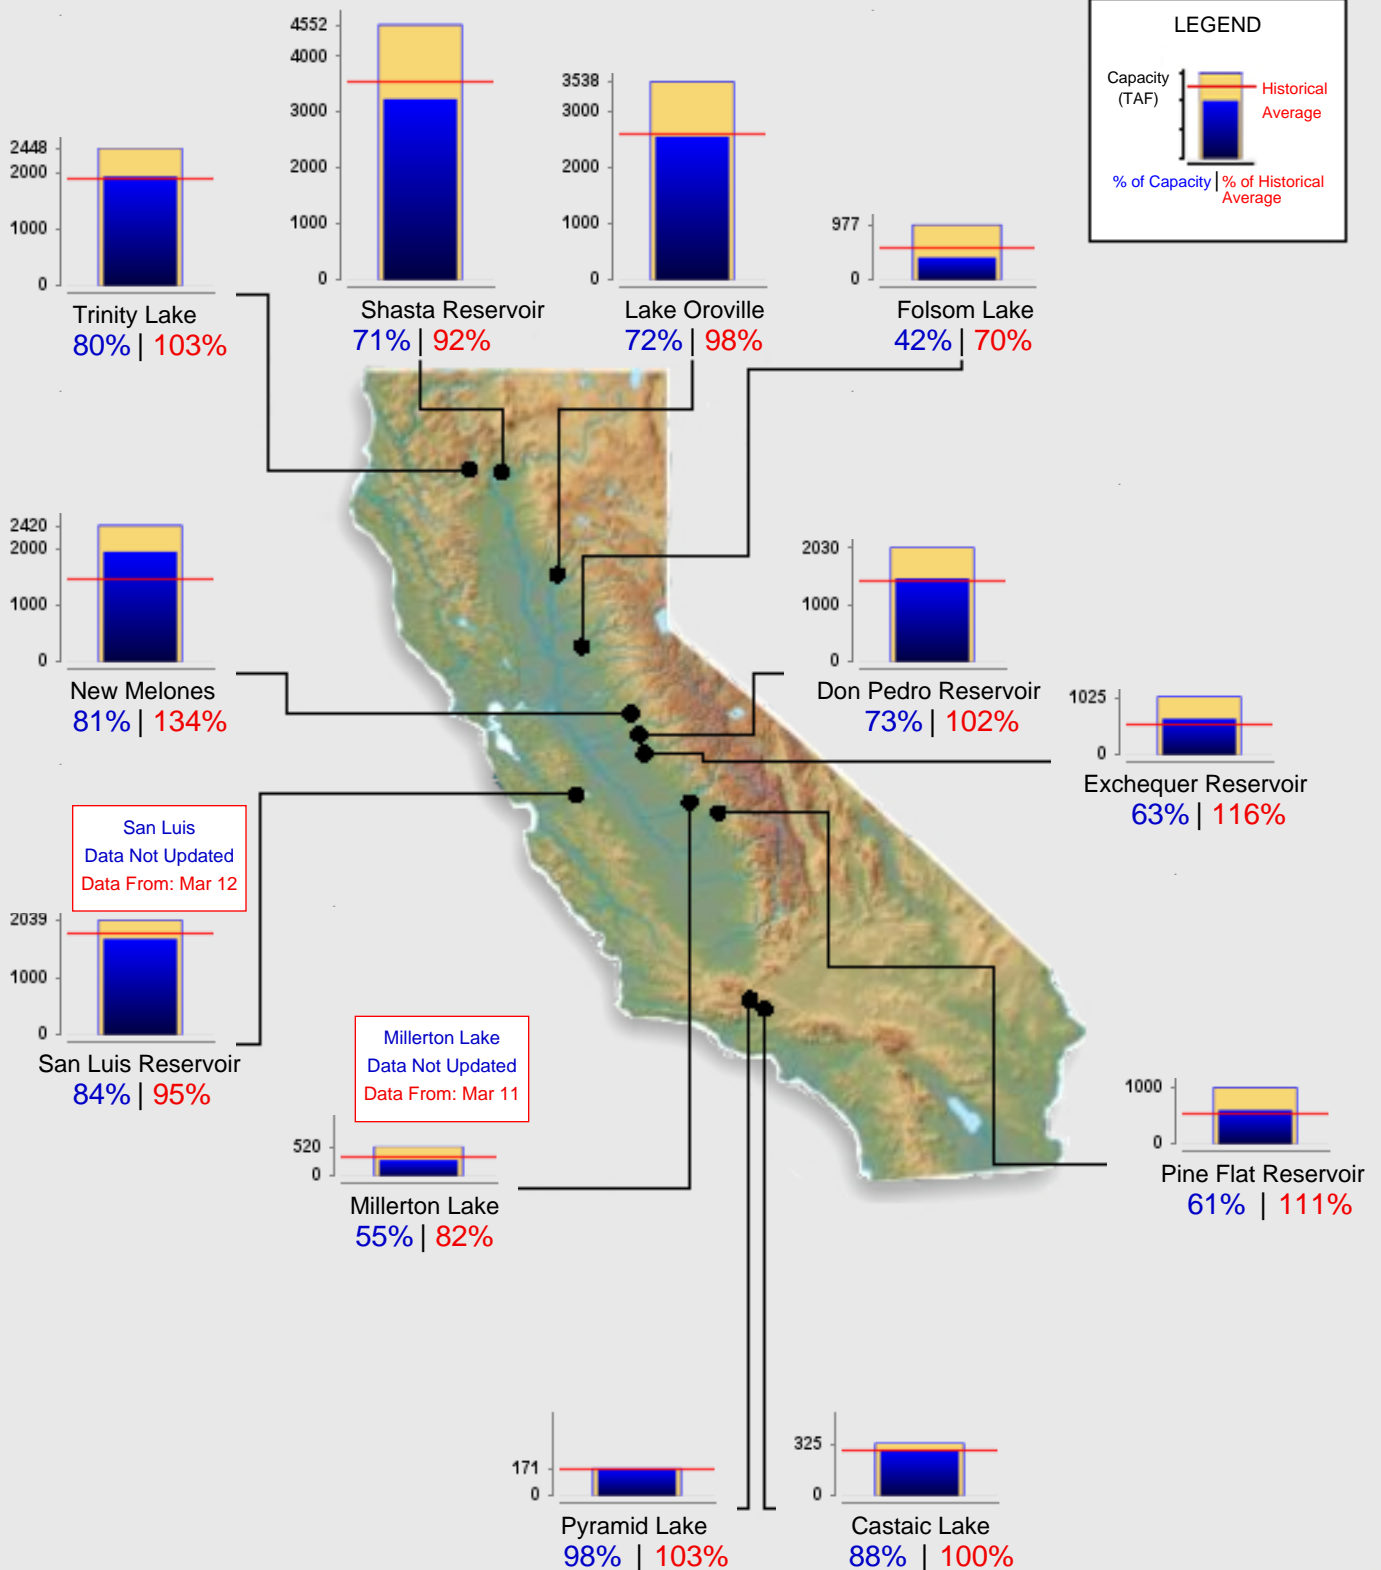 LEGEND
Capacity
(TAF)
Historical
Average
% of Capacity | % of Historical
Average
4552
4000
3000
2000
1000
0
Shasta Reservoir
71% | 92%
3538
3000
2000
1000
0
Lake Oroville
72% | 98%
2448
2000
1000
0
Trinity Lake
80% | 103%
977
0
Folsom Lake
42% | 70%
2420
2000
1000
0
New Melones
81% | 134%
2030
1000
0
Don Pedro Reservoir
73% | 102%
1025
0
Exchequer Reservoir
63% | 116%
San Luis
Data Not Updated
Data From: Mar 12
2039
1000
0
San Luis Reservoir
84% | 95%
Millerton Lake
Data Not Updated
Data From: Mar 11
520
0
Millerton Lake
55% | 82%
1000
0
Pine Flat Reservoir
61% | 111%
171
0
Pyramid Lake
98% | 103%
325
0
Castaic Lake
88% | 100%